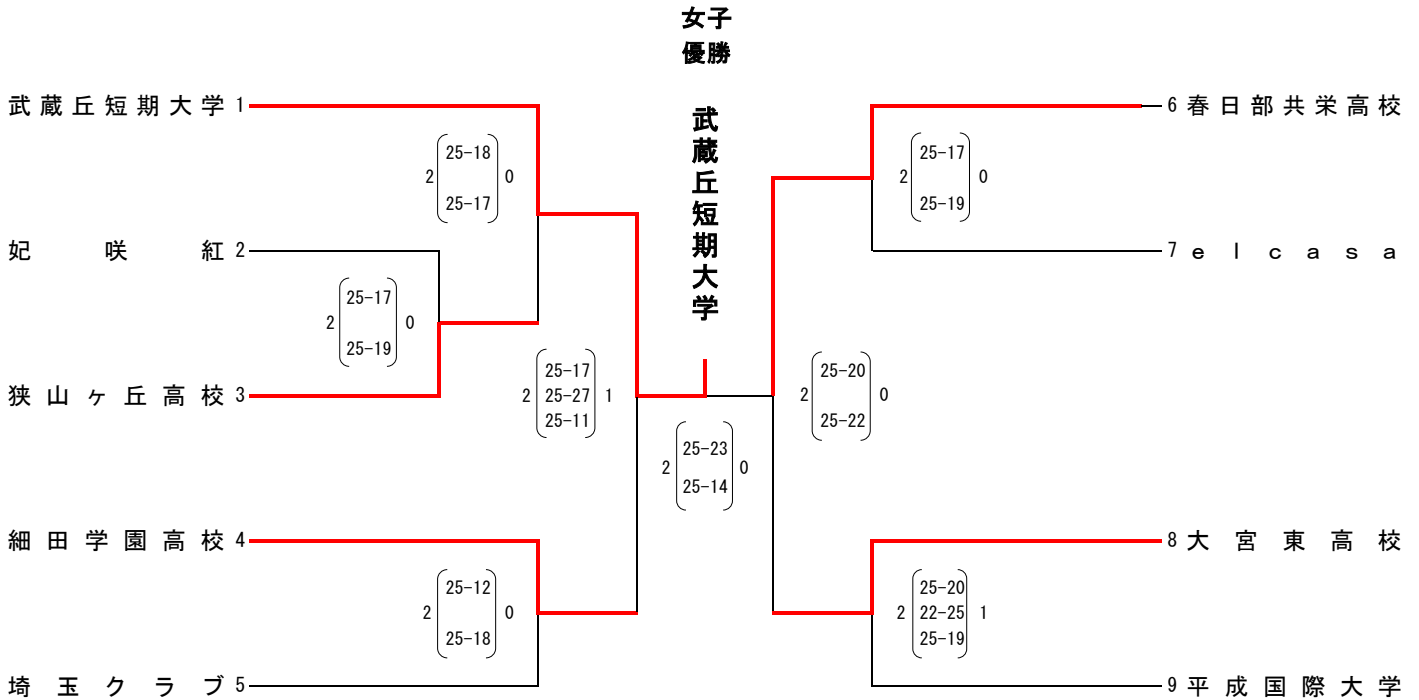 女子
優勝
武蔵丘短期大学
武蔵丘短期大学 1
2 25-18 0
25-17
妃咲紅 2
2 25-17 0
25-19
狭山ヶ丘高校 3
25-17
2 25-27 1
25-11
細田学園高校 4
2 25-12 0
25-18
埼玉クラブ 5
2 25-23 0
25-14
6 春日部共栄高校
2 25-17 0
25-19
7 elcasa
2 25-20 0
25-22
8 大宮東高校
25-20
2 22-25 1
25-19
9 平成国際大学